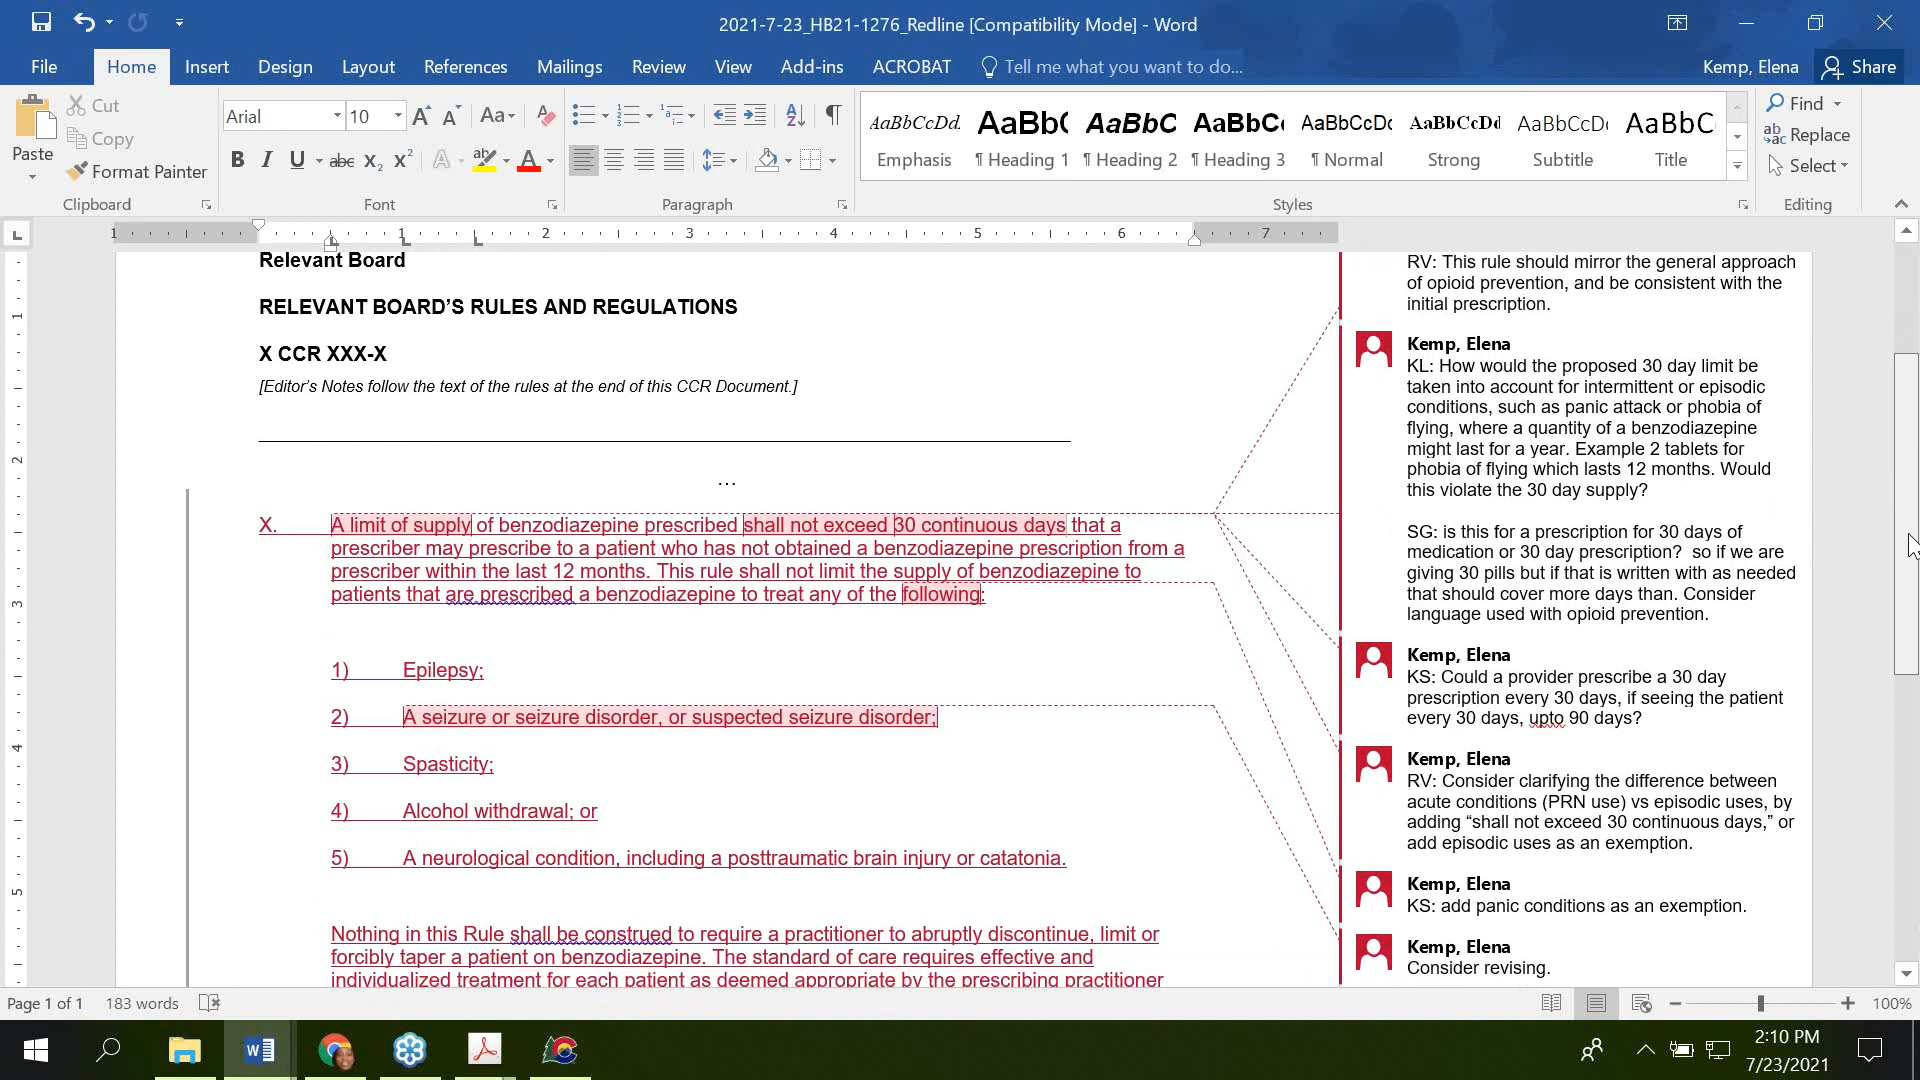 2021-7-23_HB21-1276_Redline [Compatibility Mode] - Word
File Home Insert Design Layout References Mailings Review View Add-ins ACROBAT Tell me what you want to do... Kemp, Elena Share
Paste
Cut
Copy
Format Painter
Arial 10
AaBbCcDd. Emphasis
AaBb( ¶ Heading 1
AaBbC ¶ Heading 2
AaBbC ¶ Heading 3
AaBbCcDc ¶ Normal
AaBbCcDd Strong
AaBbCcD Subtitle
AaBbC Title
Find
Replace
Select
Clipboard Font Paragraph Styles Editing
1 1 2 3 4 5 6 7
Relevant Board
RELEVANT BOARD’S RULES AND REGULATIONS
X CCR XXX-X
[Editor’s Notes follow the text of the rules at the end of this CCR Document.]
…
X. A limit of supply of benzodiazepine prescribed shall not exceed 30 continuous days that a
prescriber may prescribe to a patient who has not obtained a benzodiazepine prescription from a
prescriber within the last 12 months. This rule shall not limit the supply of benzodiazepine to
patients that are prescribed a benzodiazepine to treat any of the following:
1) Epilepsy;
2) A seizure or seizure disorder, or suspected seizure disorder;
3) Spasticity;
4) Alcohol withdrawal; or
5) A neurological condition, including a posttraumatic brain injury or catatonia.
Nothing in this Rule shall be construed to require a practitioner to abruptly discontinue, limit or
forcibly taper a patient on benzodiazepine. The standard of care requires effective and
individualized treatment for each patient as deemed appropriate by the prescribing practitioner
RV: This rule should mirror the general approach
of opioid prevention, and be consistent with the
initial prescription.
Kemp, Elena
KL: How would the proposed 30 day limit be
taken into account for intermittent or episodic
conditions, such as panic attack or phobia of
flying, where a quantity of a benzodiazepine
might last for a year. Example 2 tablets for
phobia of flying which lasts 12 months. Would
this violate the 30 day supply?
SG: is this for a prescription for 30 days of
medication or 30 day prescription? so if we are
giving 30 pills but if that is written with as needed
that should cover more days than. Consider
language used with opioid prevention.
Kemp, Elena
KS: Could a provider prescribe a 30 day
prescription every 30 days, if seeing the patient
every 30 days, upto 90 days?
Kemp, Elena
RV: Consider clarifying the difference between
acute conditions (PRN use) vs episodic uses, by
adding “shall not exceed 30 continuous days,” or
add episodic uses as an exemption.
Kemp, Elena
KS: add panic conditions as an exemption.
Kemp, Elena
Consider revising.
Page 1 of 1 183 words 100%
2:10 PM
7/23/2021